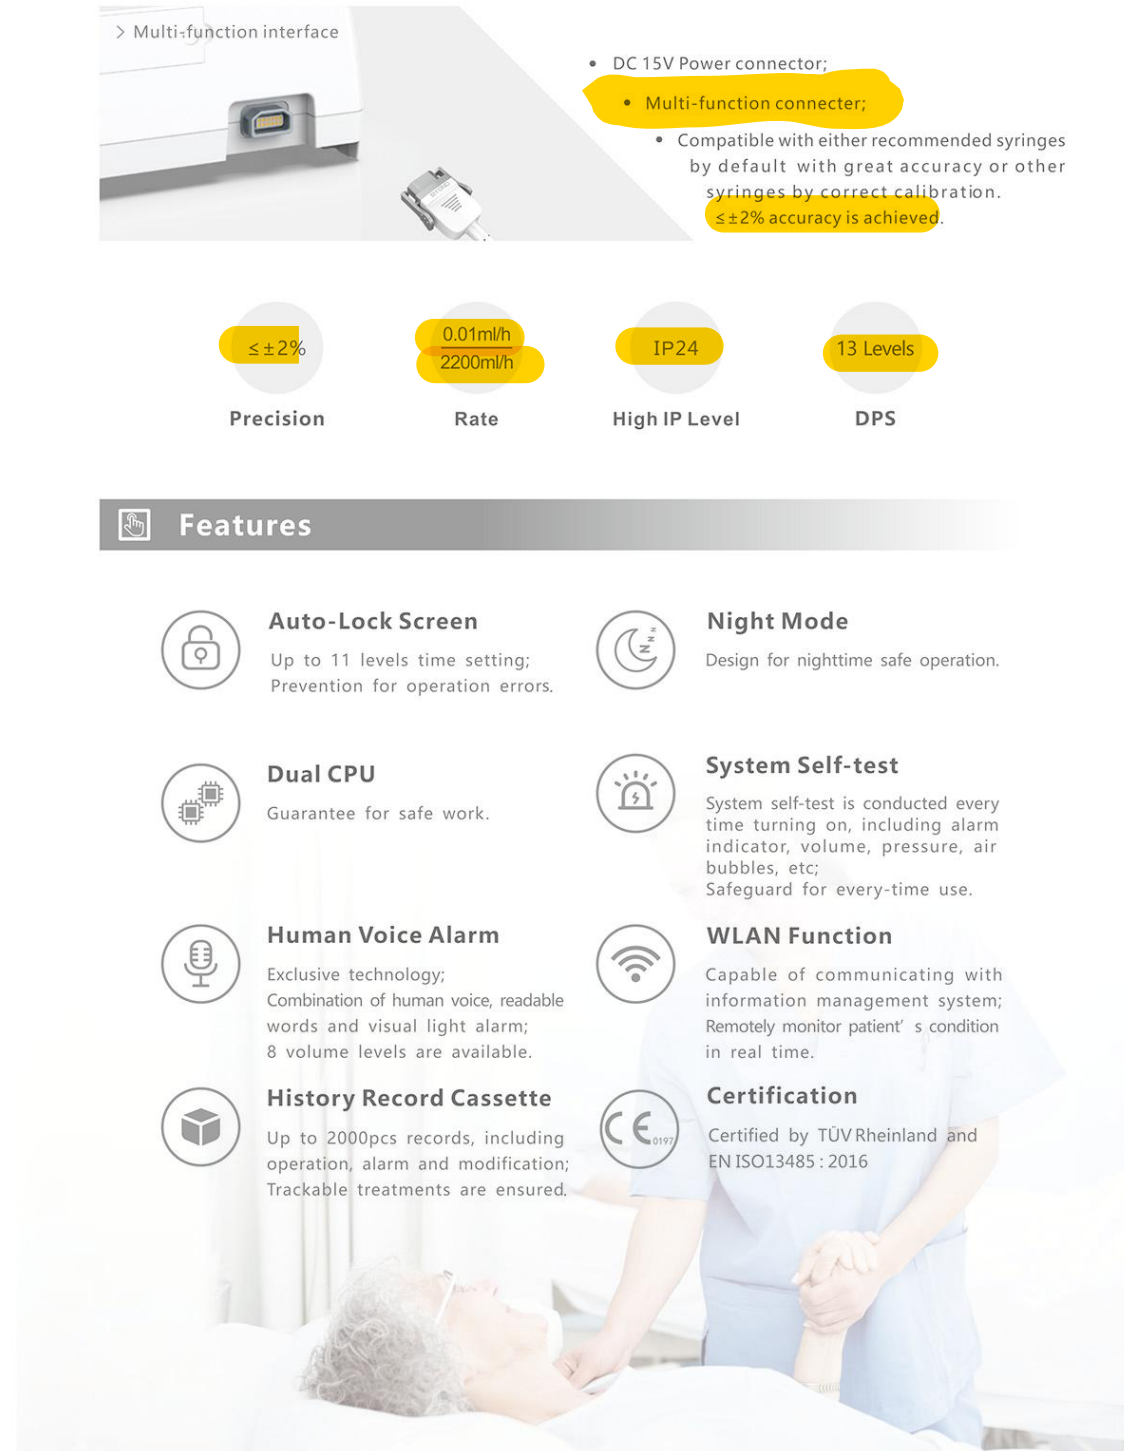 > Multi-function interface
• DC 15V Power connector;
• Multi-function connecter;
• Compatible with either recommended syringes
by default with great accuracy or other
syringes by correct calibration.
≤±2% accuracy is achieved.
≤±2%
Precision
0.01ml/h
2200ml/h
Rate
IP24
High IP Level
13 Levels
DPS
Features
Auto-Lock Screen
Up to 11 levels time setting;
Prevention for operation errors.
Night Mode
Design for nighttime safe operation.
Dual CPU
Guarantee for safe work.
System Self-test
System self-test is conducted every
time turning on, including alarm
indicator, volume, pressure, air
bubbles, etc;
Safeguard for every-time use.
Human Voice Alarm
Exclusive technology;
Combination of human voice, readable
words and visual light alarm;
8 volume levels are available.
WLAN Function
Capable of communicating with
information management system;
Remotely monitor patient' s condition
in real time.
History Record Cassette
Up to 2000pcs records, including
operation, alarm and modification;
Trackable treatments are ensured.
CE 0197
Certification
Certified by TÜV Rheinland and
EN ISO13485 : 2016